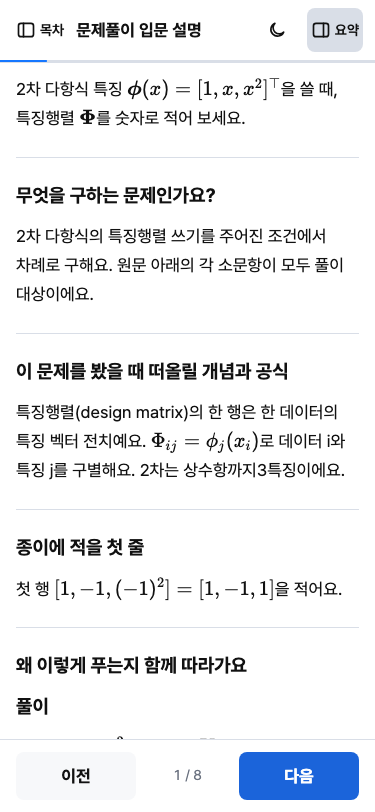 목차 문제풀이 입문 설명 요약
2차 다항식 특징 ϕ(x) = [1, x, x²]⊤을 쓸 때,
특징행렬 Φ를 숫자로 적어 보세요.
무엇을 구하는 문제인가요?
2차 다항식의 특징행렬 쓰기를 주어진 조건에서
차례로 구해요. 원문 아래의 각 소문항이 모두 풀이
대상이에요.
이 문제를 봤을 때 떠올릴 개념과 공식
특징행렬(design matrix)의 한 행은 한 데이터의
특징 벡터 전치예요. Φᵢⱼ = ϕⱼ(xᵢ)로 데이터 i와
특징 j를 구별해요. 2차는 상수항까지3특징이에요.
종이에 적을 첫 줄
첫 행 [1, −1, (−1)²] = [1, −1, 1]을 적어요.
왜 이렇게 푸는지 함께 따라가요
풀이
이전 1 / 8 다음